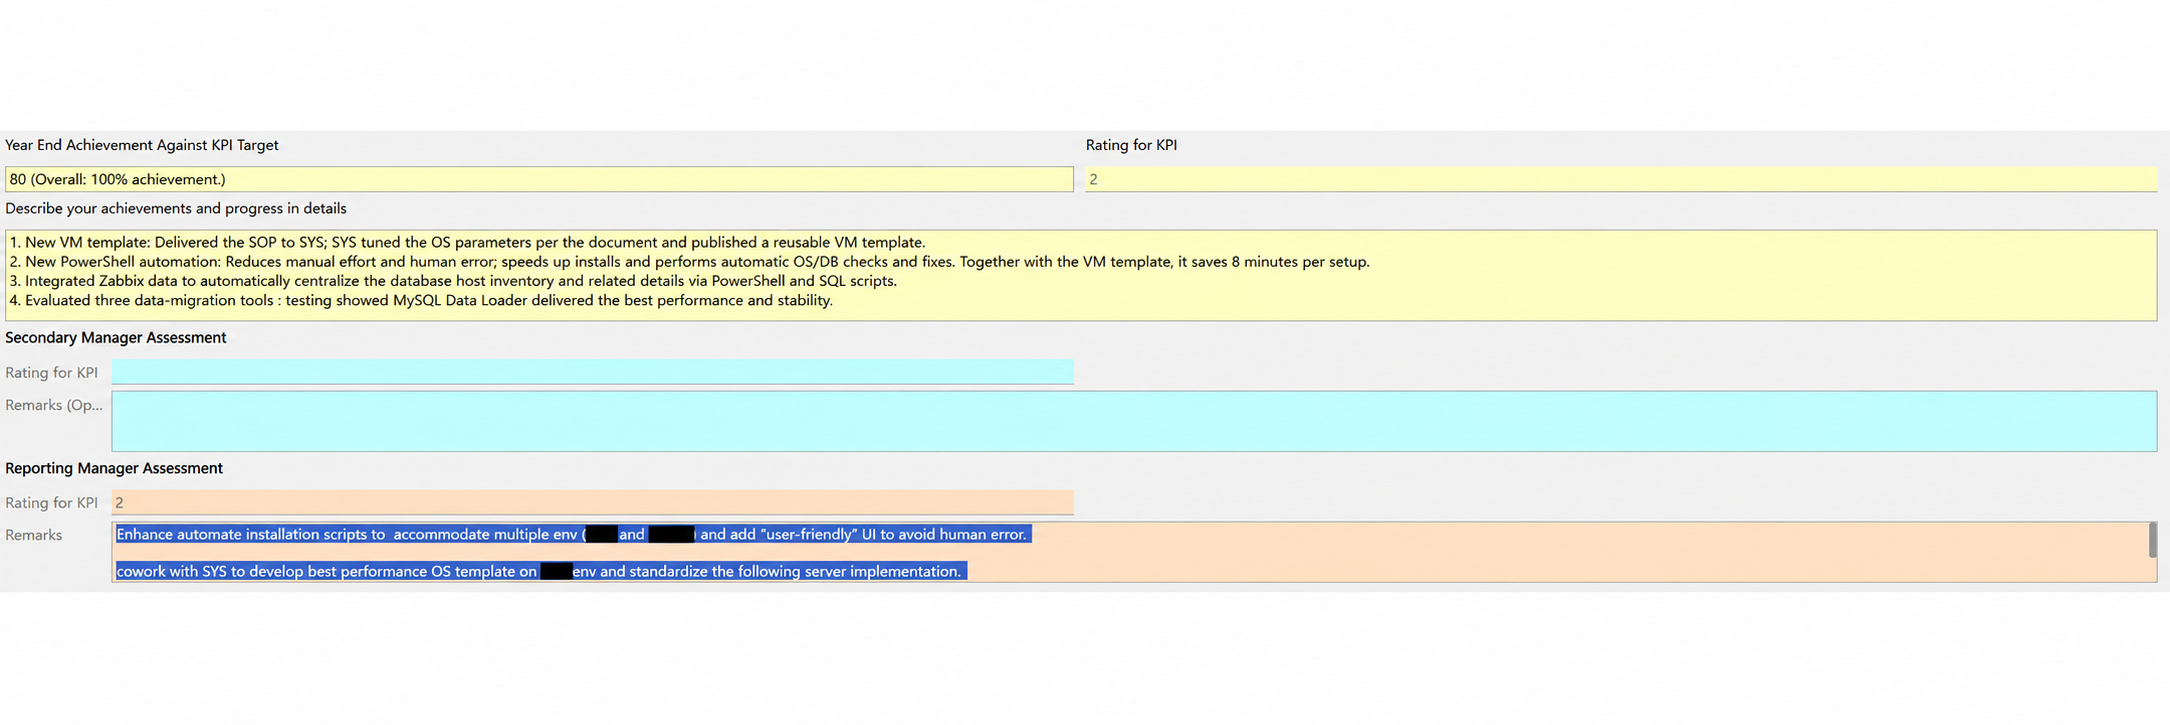 Year End Achievement Against KPI Target
Rating for KPI
80 (Overall: 100% achievement.)
2
Describe your achievements and progress in details
1. New VM template: Delivered the SOP to SYS; SYS tuned the OS parameters per the document and published a reusable VM template.
2. New PowerShell automation: Reduces manual effort and human error; speeds up installs and performs automatic OS/DB checks and fixes. Together with the VM template, it saves 8 minutes per setup.
3. Integrated Zabbix data to automatically centralize the database host inventory and related details via PowerShell and SQL scripts.
4. Evaluated three data-migration tools : testing showed MySQL Data Loader delivered the best performance and stability.
Secondary Manager Assessment
Rating for KPI
Remarks (Op...
Reporting Manager Assessment
Rating for KPI
2
Remarks
Enhance automate installation scripts to  accommodate multiple env ( and ) and add “user-friendly” UI to avoid human error.
cowork with SYS to develop best performance OS template on env and standardize the following server implementation.